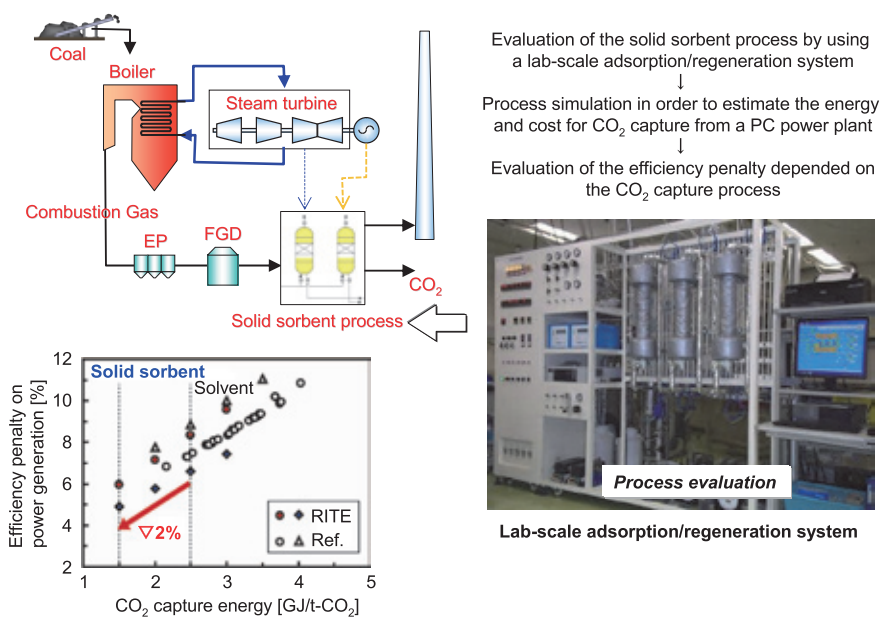 Coal
Boiler
Steam turbine
Combustion Gas
EP
FGD
CO₂
Solid sorbent process
Evaluation of the solid sorbent process by using
a lab-scale adsorption/regeneration system
↓
Process simulation in order to estimate the energy
and cost for CO₂ capture from a PC power plant
↓
Evaluation of the efficiency penalty depended on
the CO₂ capture process
Process evaluation
Lab-scale adsorption/regeneration system
Efficiency penalty on
power generation [%]
12
10
8
6
4
2
Solid sorbent
Solvent
▽2%
RITE
Ref.
1 2 3 4 5
CO₂ capture energy [GJ/t-CO₂]